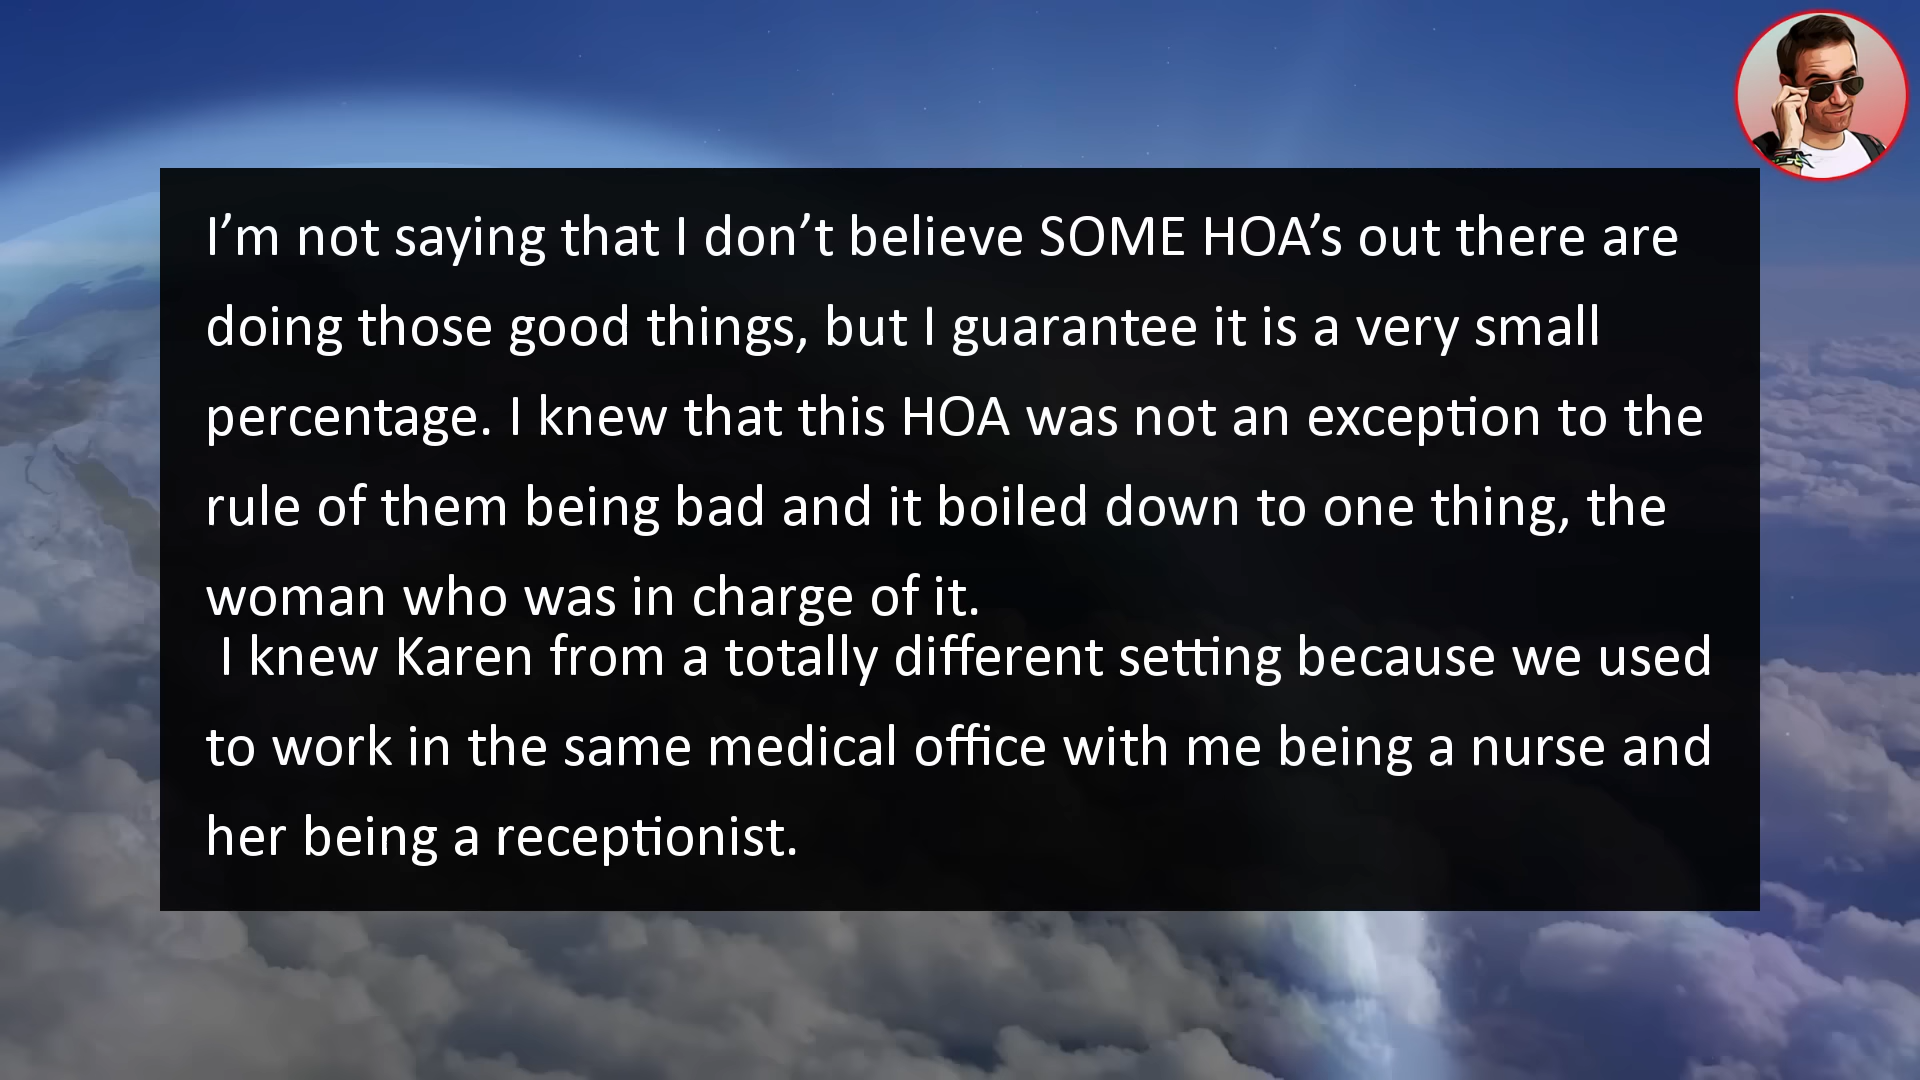 I’m not saying that I don’t believe SOME HOA’s out there are
doing those good things, but I guarantee it is a very small
percentage. I knew that this HOA was not an exception to the
rule of them being bad and it boiled down to one thing, the
woman who was in charge of it.
I knew Karen from a totally different setting because we used
to work in the same medical office with me being a nurse and
her being a receptionist.